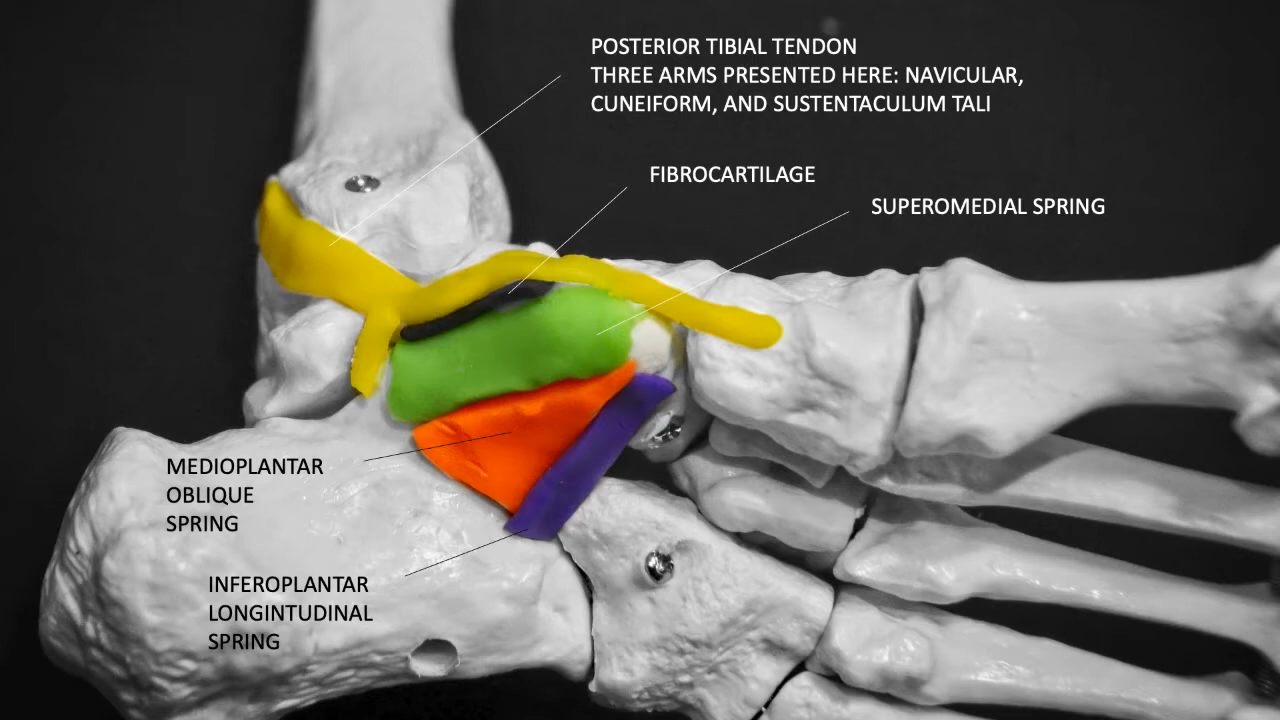 POSTERIOR TIBIAL TENDON
THREE ARMS PRESENTED HERE: NAVICULAR,
CUNEIFORM, AND SUSTENTACULUM TALI
FIBROCARTILAGE
SUPEROMEDIAL SPRING
MEDIOPLANTAR
OBLIQUE
SPRING
INFEROPLANTAR
LONGINTUDINAL
SPRING